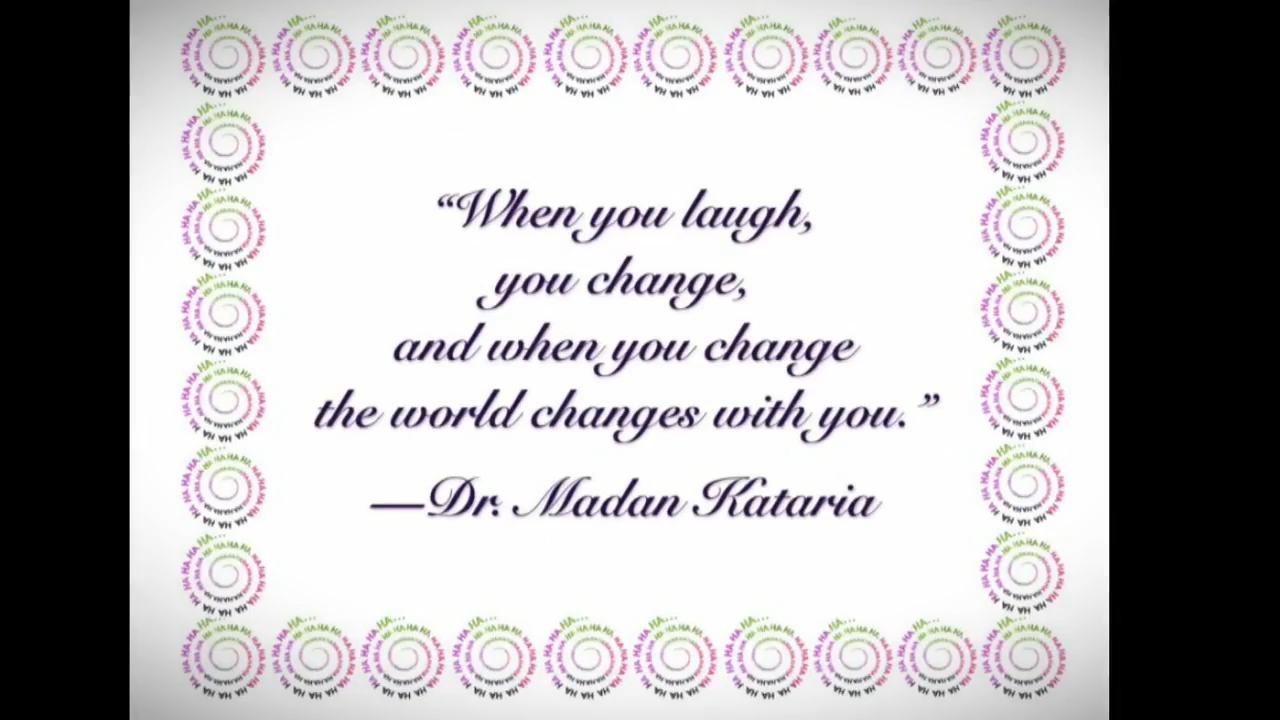 “When you laugh,
you change,
and when you change
the world changes with you.”
—Dr. Madan Kataria